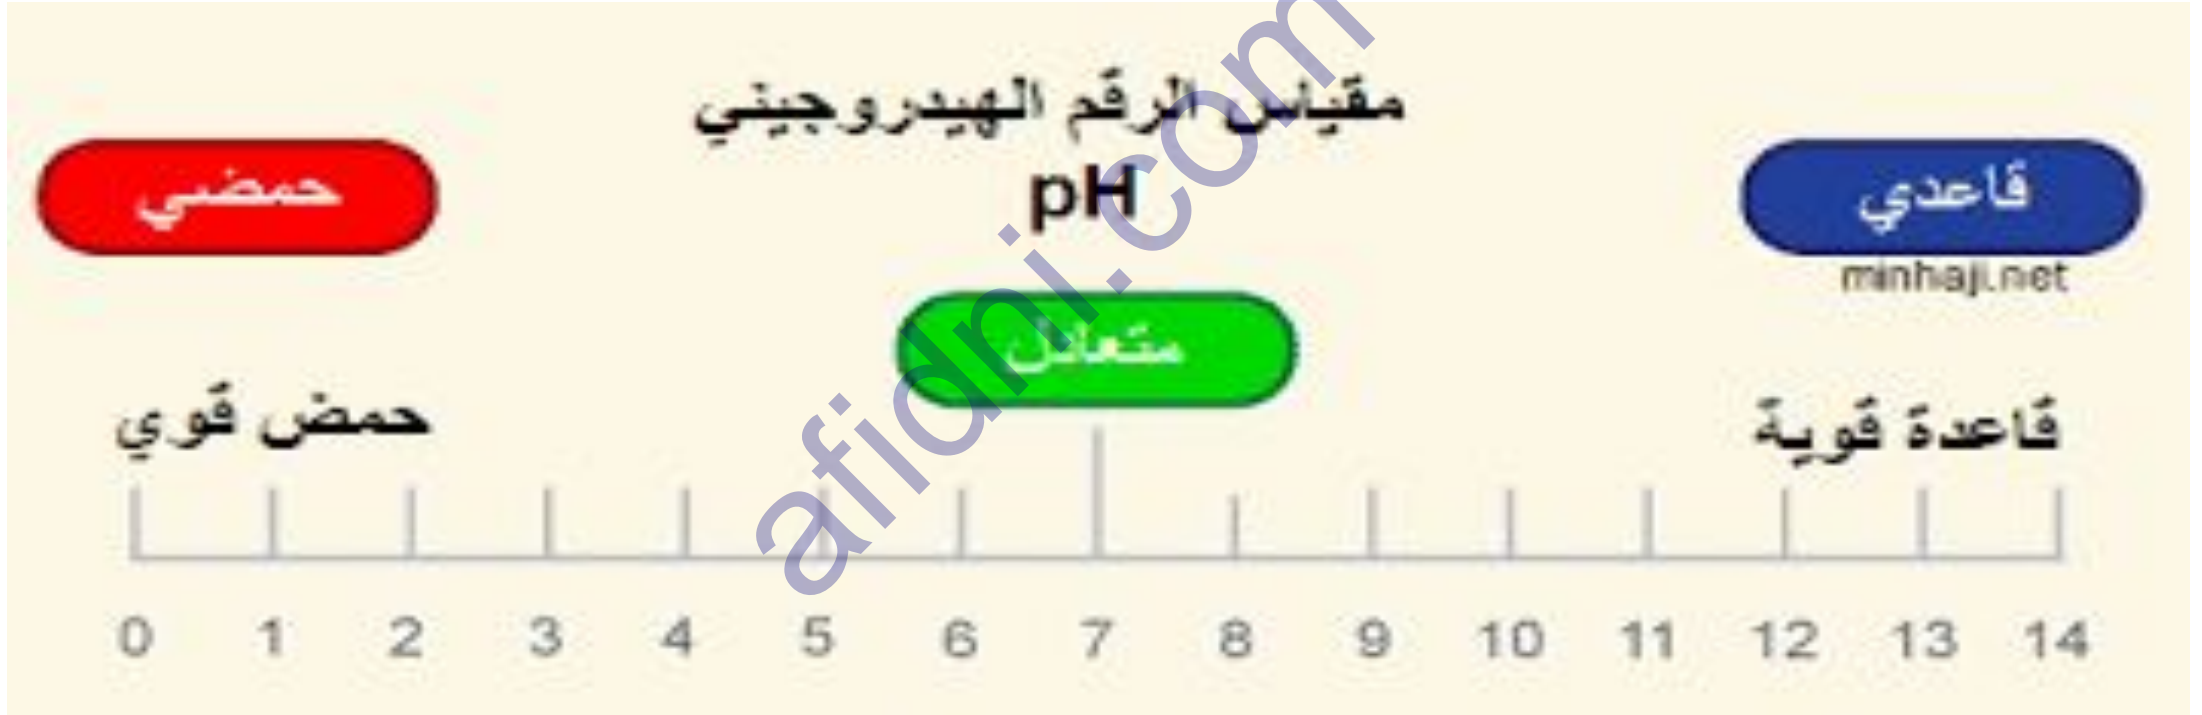 مقياس الرقم الهيدروجيني
pH
حمضي
قاعدي
minhaji.net
متعادل
حمض قوي
قاعدة قوية
0 1 2 3 4 5 6 7 8 9 10 11 12 13 14
afidni.com